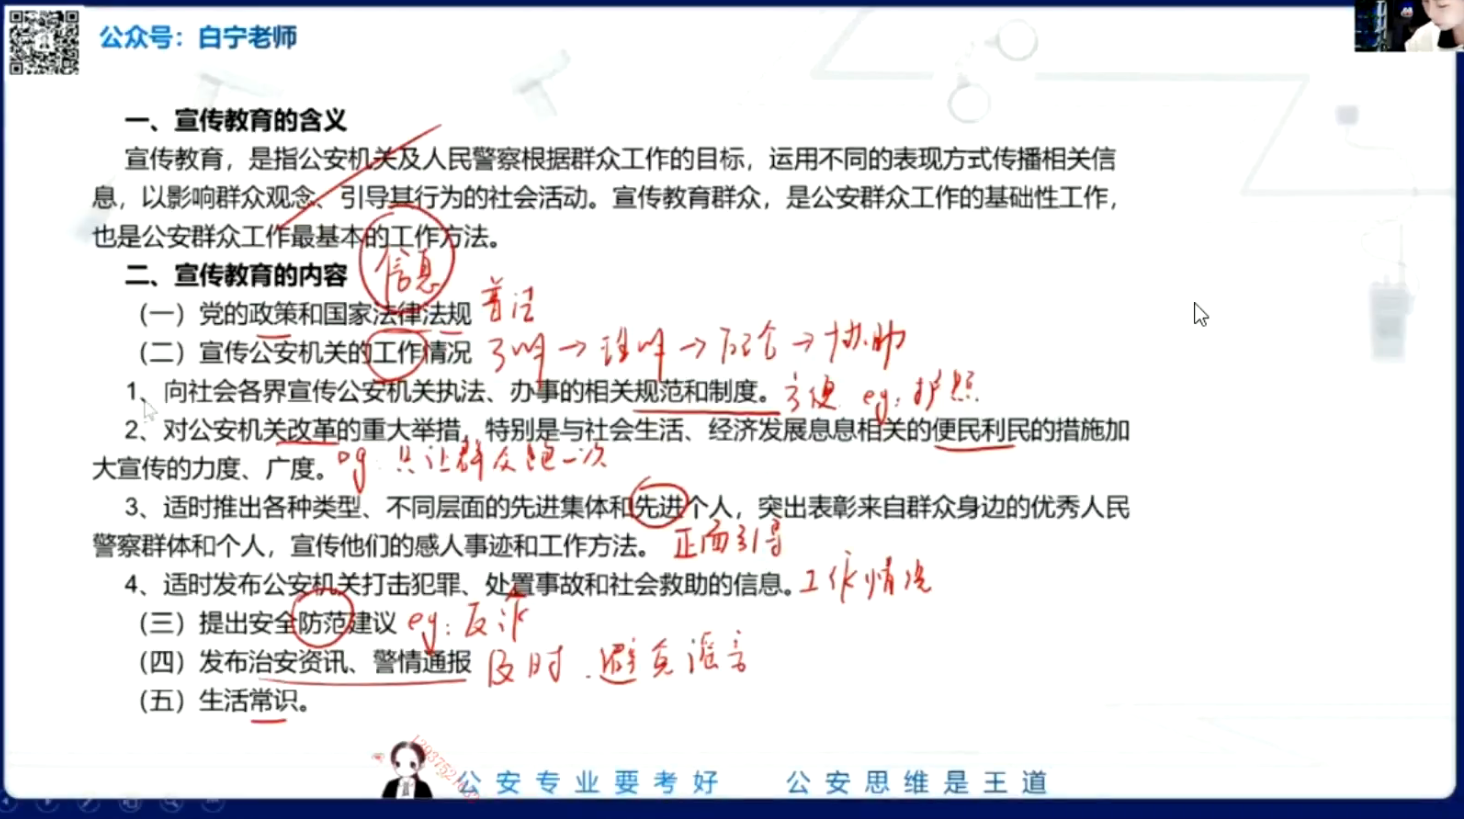 公众号：白宁老师
一、宣传教育的含义
宣传教育，是指公安机关及人民警察根据群众工作的目标，运用不同的表现方式传播相关信
息，以影响群众观念、引导其行为的社会活动。宣传教育群众，是公安群众工作的基础性工作，
也是公安群众工作最基本的工作方法。
信息
二、宣传教育的内容
（一）党的政策和国家法律法规 普法
（二）宣传公安机关的工作情况 了解→理解→配合→协助
1、向社会各界宣传公安机关执法、办事的相关规范和制度。方便 eg：护照
2、对公安机关改革的重大举措，特别是与社会生活、经济发展息息相关的便民利民的措施加
大宣传的力度、广度。eg：只让群众跑一次
3、适时推出各种类型、不同层面的先进集体和先进个人，突出表彰来自群众身边的优秀人民
警察群体和个人，宣传他们的感人事迹和工作方法。 正面引导
4、适时发布公安机关打击犯罪、处置事故和社会救助的信息。工作情况
（三）提出安全防范建议 eg：反诈
（四）发布治安资讯、警情通报 及时．避免谣言
（五）生活常识。
公安专业要考好 公安思维是王道